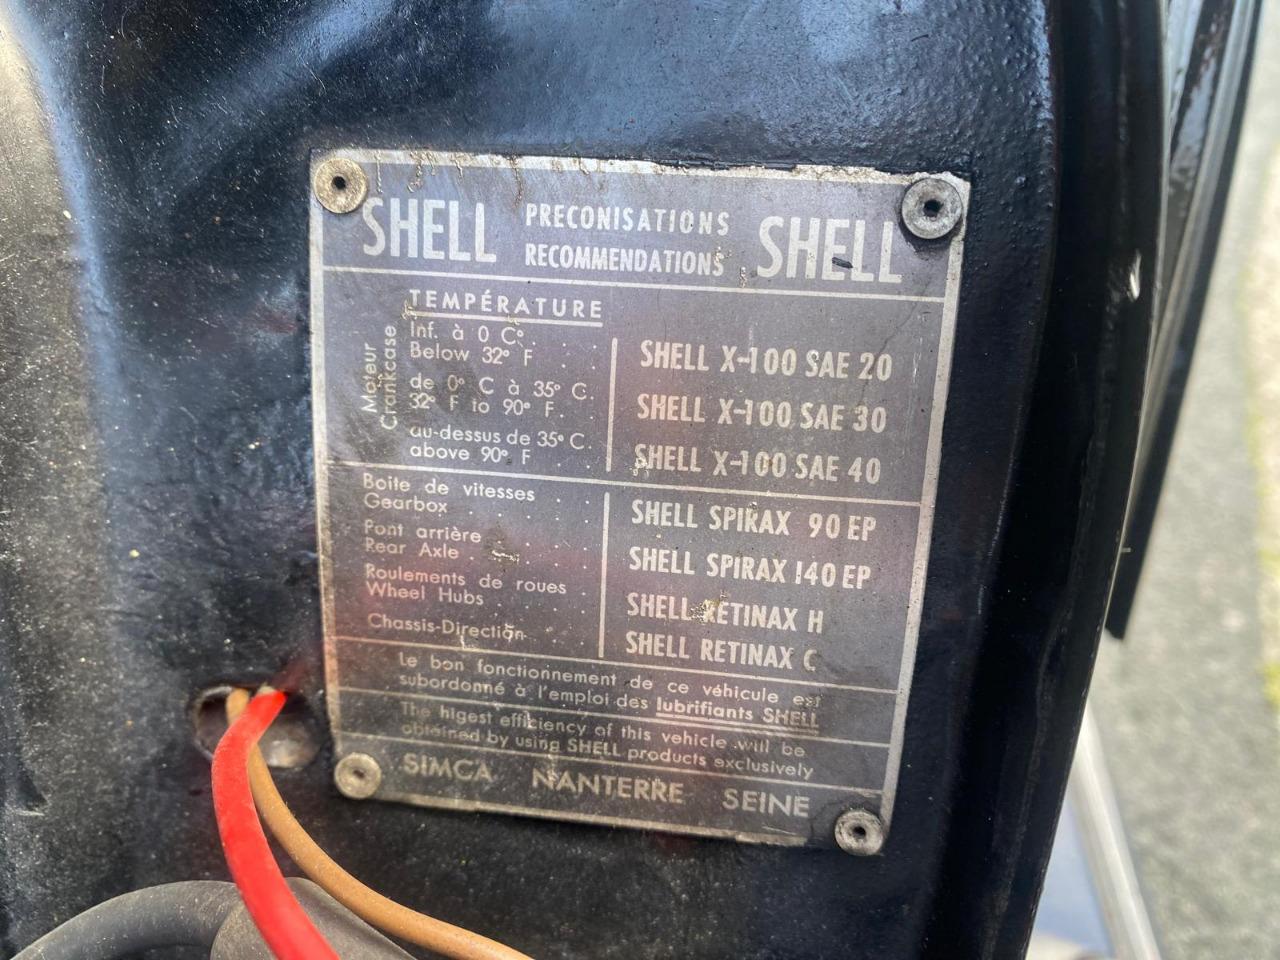 SHELL PRECONISATIONS RECOMMENDATIONS SHELL
TEMPÉRATURE
Moteur
Crankcase
Inf. à 0 C°. . . .
Below 32° F . . .
SHELL X-100 SAE 20
de 0° C à 35° C.
32° F to 90° F. . .
SHELL X-100 SAE 30
au-dessus de 35° C.
above 90° F . . .
SHELL X-100 SAE 40
Boite de vitesses . .
Gearbox . . . . .
SHELL SPIRAX 90 EP
Pont arrière . . .
Rear Axle . . . .
SHELL SPIRAX 140 EP
Roulements de roues
Wheel Hubs . . . .
SHELL RETINAX H
Chassis-Direction
SHELL RETINAX C
Le bon fonctionnement de ce véhicule est
subordonné à l'emploi des lubrifiants SHELL
The higest efficiency of this vehicle will be
obtained by using SHELL products exclusively
SIMCA NANTERRE SEINE